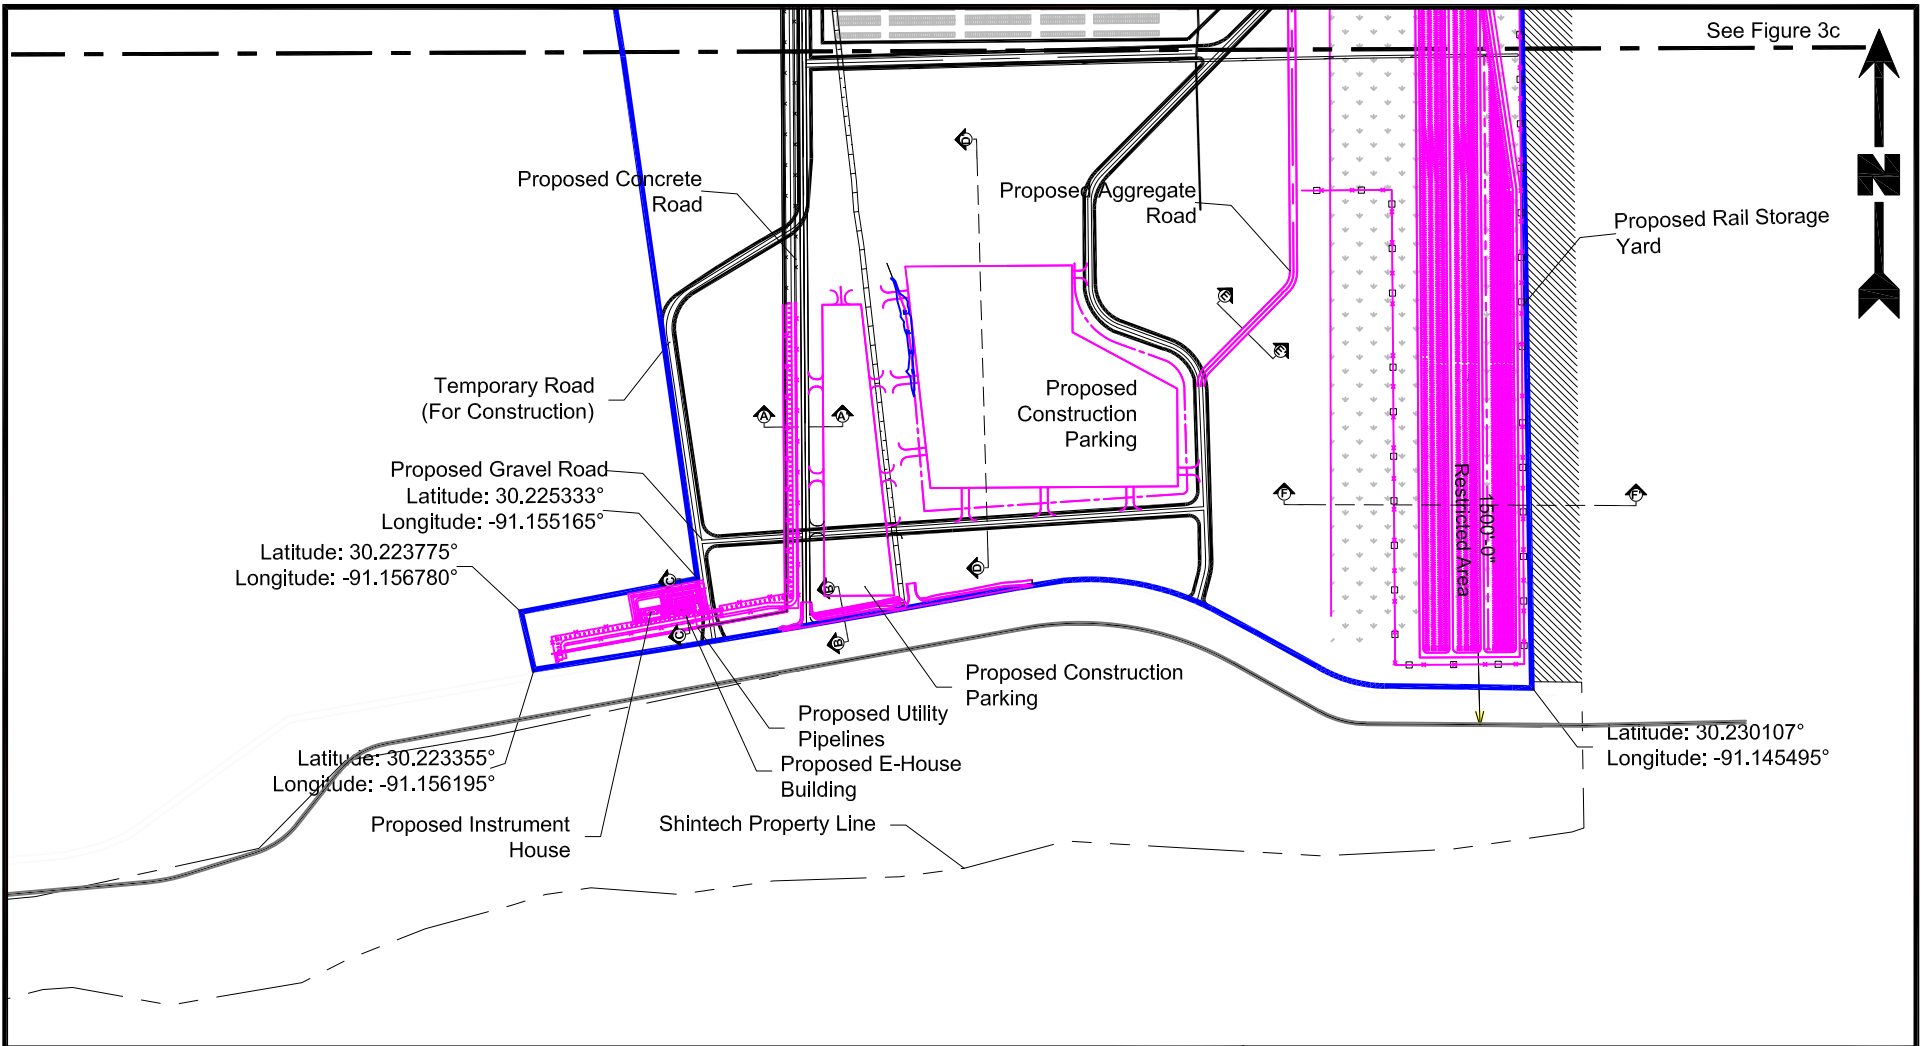 See Figure 3c
N
D
Proposed Concrete
Road
Proposed Aggregate
Road
Proposed Rail Storage
Yard
E
E'
Temporary Road
(For Construction)
A
A'
Proposed
Construction
Parking
Proposed Gravel Road
Latitude: 30.225333°
Longitude: -91.155165°
F
F'
1500'-0"
Restricted Area
Latitude: 30.223775°
Longitude: -91.156780°
C'
D'
B'
C
B
Proposed Construction
Parking
Proposed Utility
Pipelines
Latitude: 30.230107°
Longitude: -91.145495°
Latitude: 30.223355°
Longitude: -91.156195°
Proposed E-House
Building
Proposed Instrument
House
Shintech Property Line